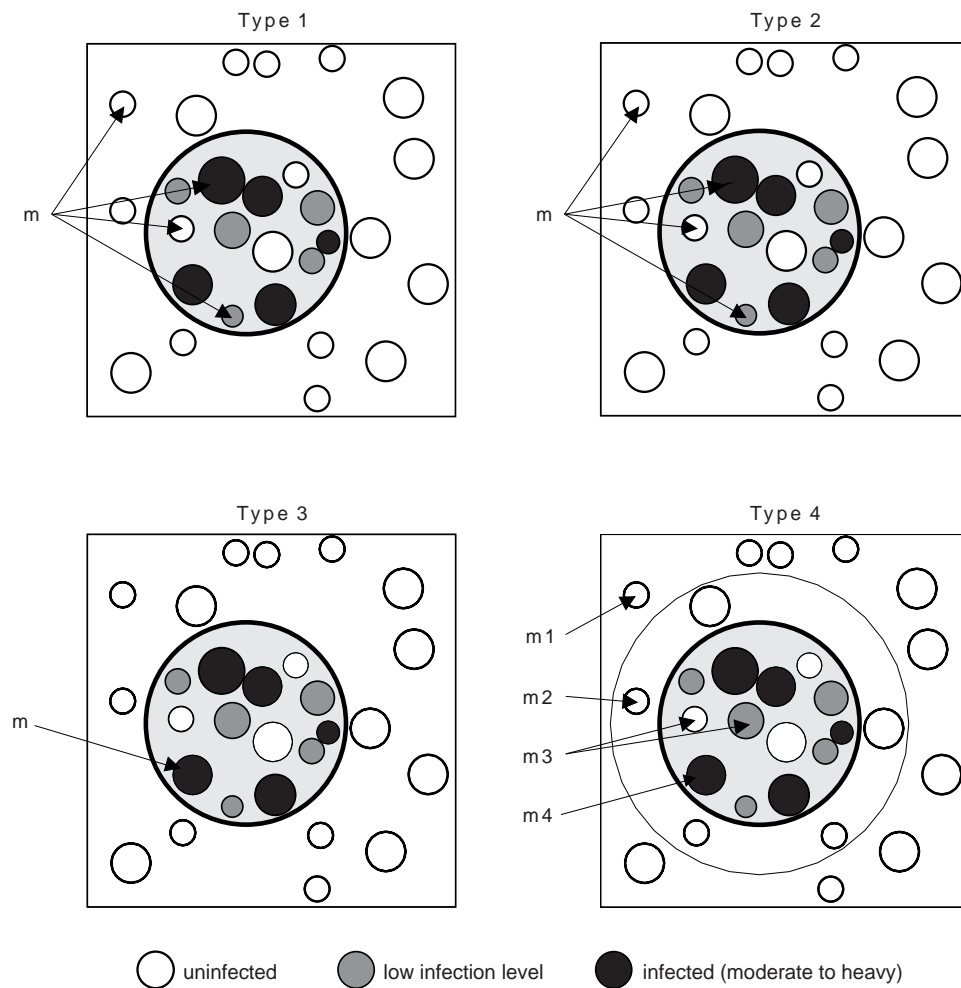 Type 1
Type 2
m
m
Type 3
Type 4
m
m1
m2
m3
m4
uninfected
low infection level
infected (moderate to heavy)